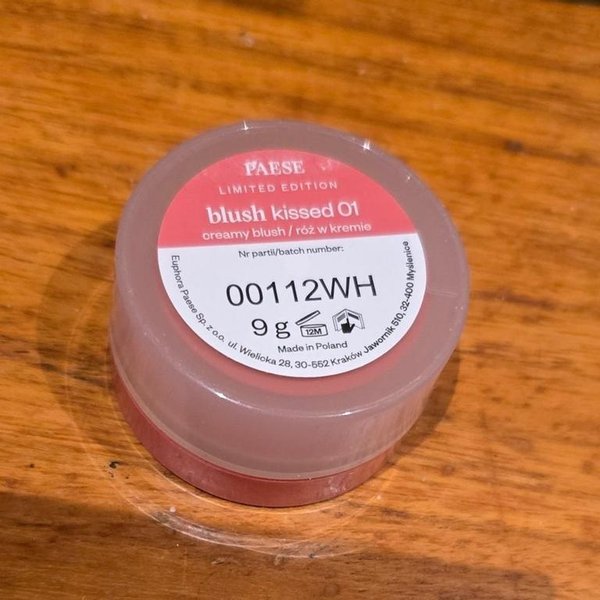 PAESE
LIMITED EDITION
blush kissed 01
creamy blush / róż w kremie
Nr partii/batch number:
00112WH
9 g 12M
Made in Poland
Euphora Paese Sp. z o.o. ul. Wielicka 28, 30-552 Kraków Jawornik 510, 32-400 Myślenice